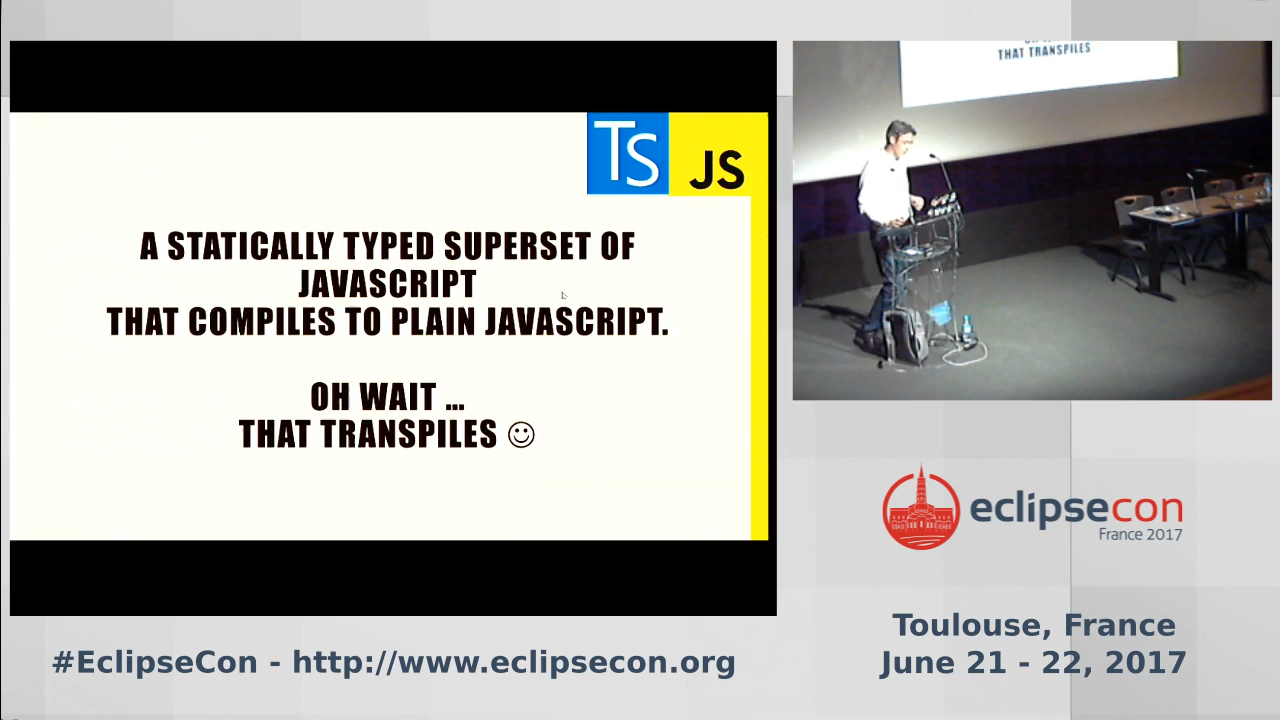 TS JS
A STATICALLY TYPED SUPERSET OF
JAVASCRIPT
THAT COMPILES TO PLAIN JAVASCRIPT.
OH WAIT ...
THAT TRANSPILES ☺
THAT TRANSPILES
eclipsecon
France 2017
Toulouse, France
June 21 - 22, 2017
#EclipseCon - http://www.eclipsecon.org